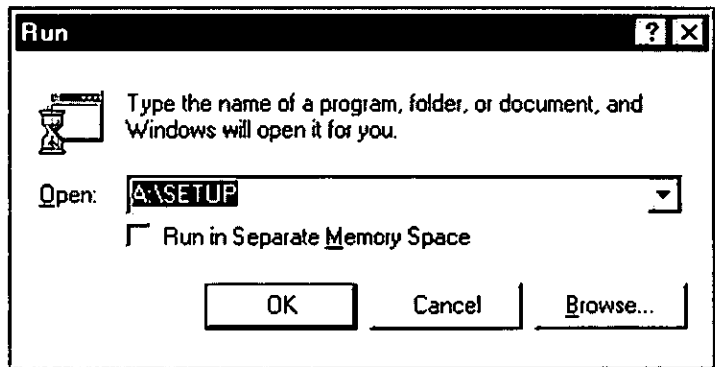 Run
Type the name of a program, folder, or document, and
Windows will open it for you.
Open: A:\SETUP
Run in Separate Memory Space
OK Cancel Browse...